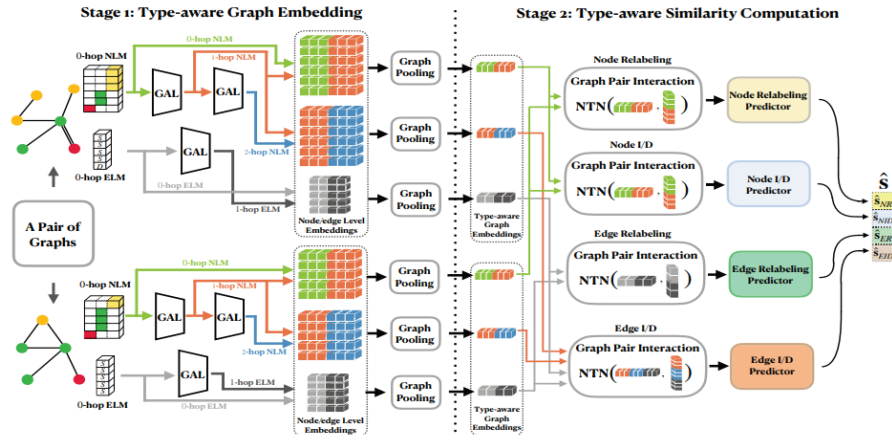 Stage 1: Type-aware Graph Embedding
Stage 2: Type-aware Similarity Computation
0-hop NLM
0-hop NLM
1-hop NLM
GAL
GAL
2-hop NLM
0-hop ELM
S
S
S
S
D
GAL
0-hop ELM
1-hop ELM
Node/edge Level
Embeddings
Graph
Pooling
Graph
Pooling
Graph
Pooling
Type-aware
Graph
Embeddings
A Pair of
Graphs
0-hop NLM
0-hop NLM
1-hop NLM
GAL
GAL
2-hop NLM
0-hop ELM
S
S
S
S
S
GAL
1-hop ELM
0-hop ELM
Node/edge Level
Embeddings
Graph
Pooling
Graph
Pooling
Graph
Pooling
Type-aware
Graph
Embeddings
Node Relabeling
Graph Pair Interaction
NTN( , )
Node Relabeling
Predictor
Node I/D
Graph Pair Interaction
NTN( , )
Node I/D
Predictor
Edge Relabeling
Graph Pair Interaction
NTN( , )
Edge Relabeling
Predictor
Edge I/D
Graph Pair Interaction
NTN( , )
Edge I/D
Predictor
Ŝ
ŝNR
ŝNID
ŝER
ŝEID